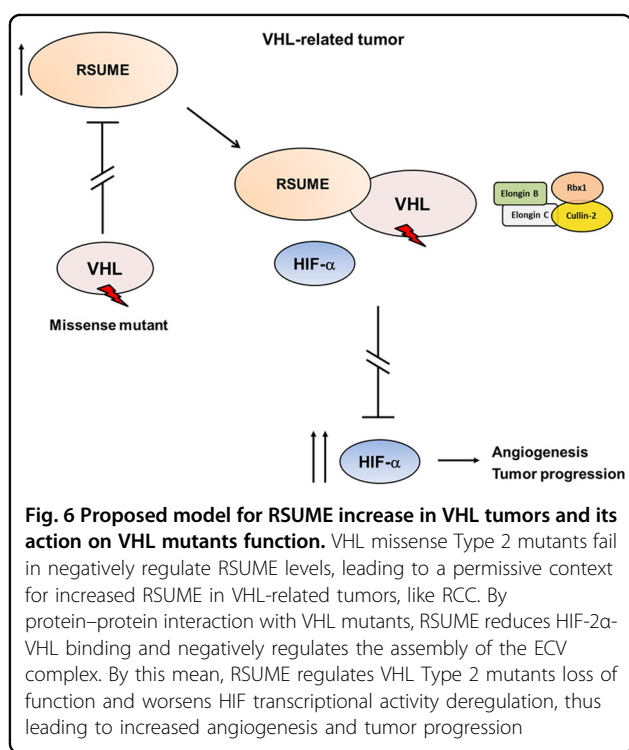 VHL-related tumor
RSUME
RSUME
VHL
Elongin B
Rbx1
Elongin C
Cullin-2
VHL
HIF-α
Missense mutant
HIF-α
Angiogenesis
Tumor progression
Fig. 6 Proposed model for RSUME increase in VHL tumors and its
action on VHL mutants function. VHL missense Type 2 mutants fail
in negatively regulate RSUME levels, leading to a permissive context
for increased RSUME in VHL-related tumors, like RCC. By
protein–protein interaction with VHL mutants, RSUME reduces HIF-2α-
VHL binding and negatively regulates the assembly of the ECV
complex. By this mean, RSUME regulates VHL Type 2 mutants loss of
function and worsens HIF transcriptional activity deregulation, thus
leading to increased angiogenesis and tumor progression